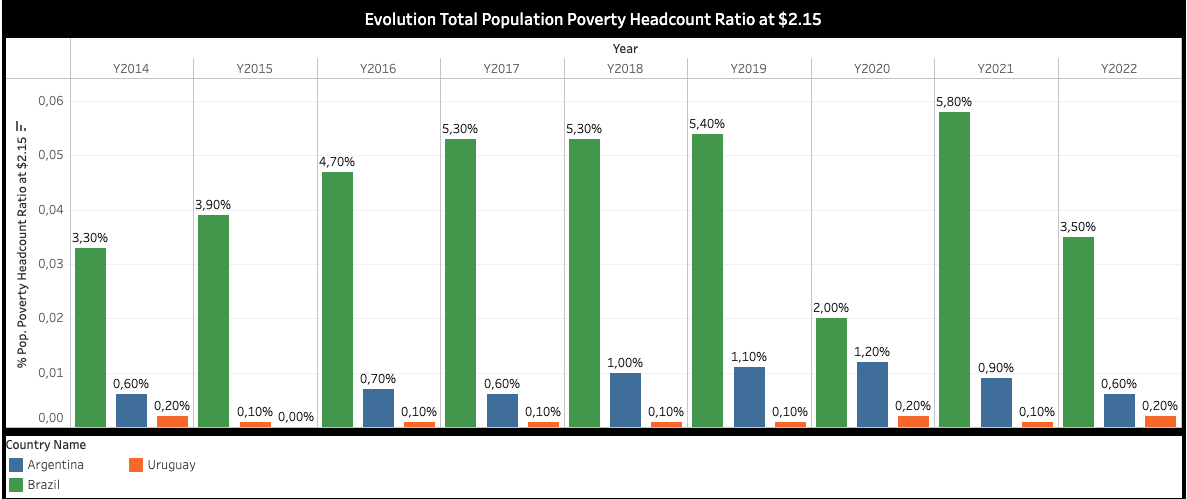 Evolution Total Population Poverty Headcount Ratio at $2.15
Year
Y2014 Y2015 Y2016 Y2017 Y2018 Y2019 Y2020 Y2021 Y2022
% Pop. Poverty Headcount Ratio at $2.15
0,06
0,05
0,04
0,03
0,02
0,01
0,00
3,30% 0,60% 0,20%
3,90% 0,10% 0,00%
4,70% 0,70% 0,10%
5,30% 0,60% 0,10%
5,30% 1,00% 0,10%
5,40% 1,10% 0,10%
2,00% 1,20% 0,20%
5,80% 0,90% 0,10%
3,50% 0,60% 0,20%
Country Name
Argentina Uruguay
Brazil